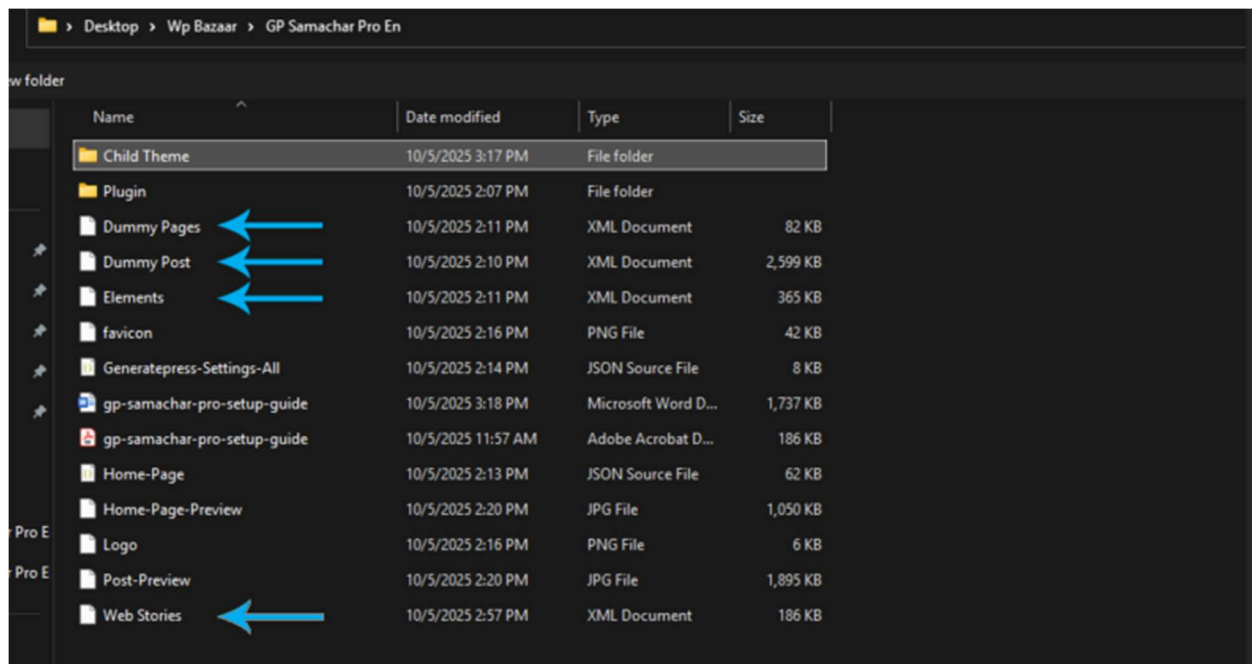 Desktop > Wp Bazaar > GP Samachar Pro En
ew folder
Name Date modified Type Size
Child Theme 10/5/2025 3:17 PM File folder
Plugin 10/5/2025 2:07 PM File folder
Dummy Pages 10/5/2025 2:11 PM XML Document 82 KB
Dummy Post 10/5/2025 2:10 PM XML Document 2,599 KB
Elements 10/5/2025 2:11 PM XML Document 365 KB
favicon 10/5/2025 2:16 PM PNG File 42 KB
Generatepress-Settings-All 10/5/2025 2:14 PM JSON Source File 8 KB
gp-samachar-pro-setup-guide 10/5/2025 3:18 PM Microsoft Word D... 1,737 KB
gp-samachar-pro-setup-guide 10/5/2025 11:57 AM Adobe Acrobat D... 186 KB
Home-Page 10/5/2025 2:13 PM JSON Source File 62 KB
Home-Page-Preview 10/5/2025 2:20 PM JPG File 1,050 KB
r Pro E
Logo 10/5/2025 2:16 PM PNG File 6 KB
r Pro E
Post-Preview 10/5/2025 2:20 PM JPG File 1,895 KB
Web Stories 10/5/2025 2:57 PM XML Document 186 KB